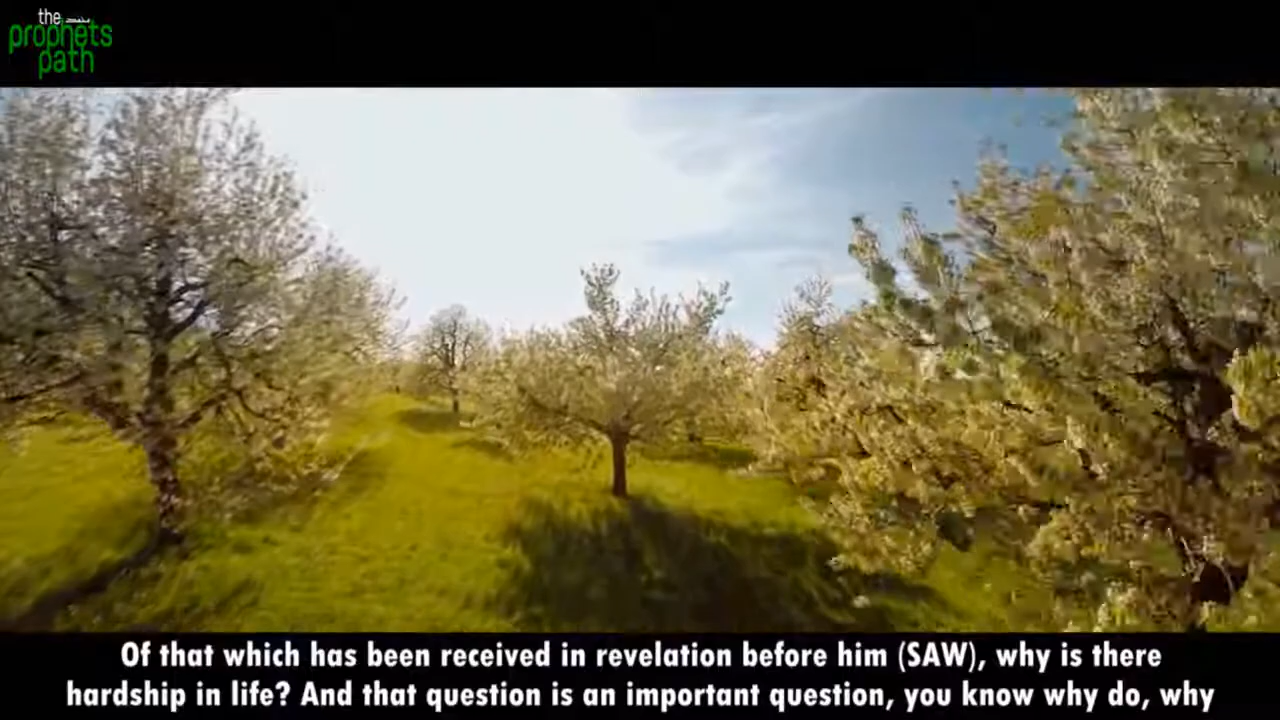 the
prophets
path
Of that which has been received in revelation before him (SAW), why is there
hardship in life? And that question is an important question, you know why do, why